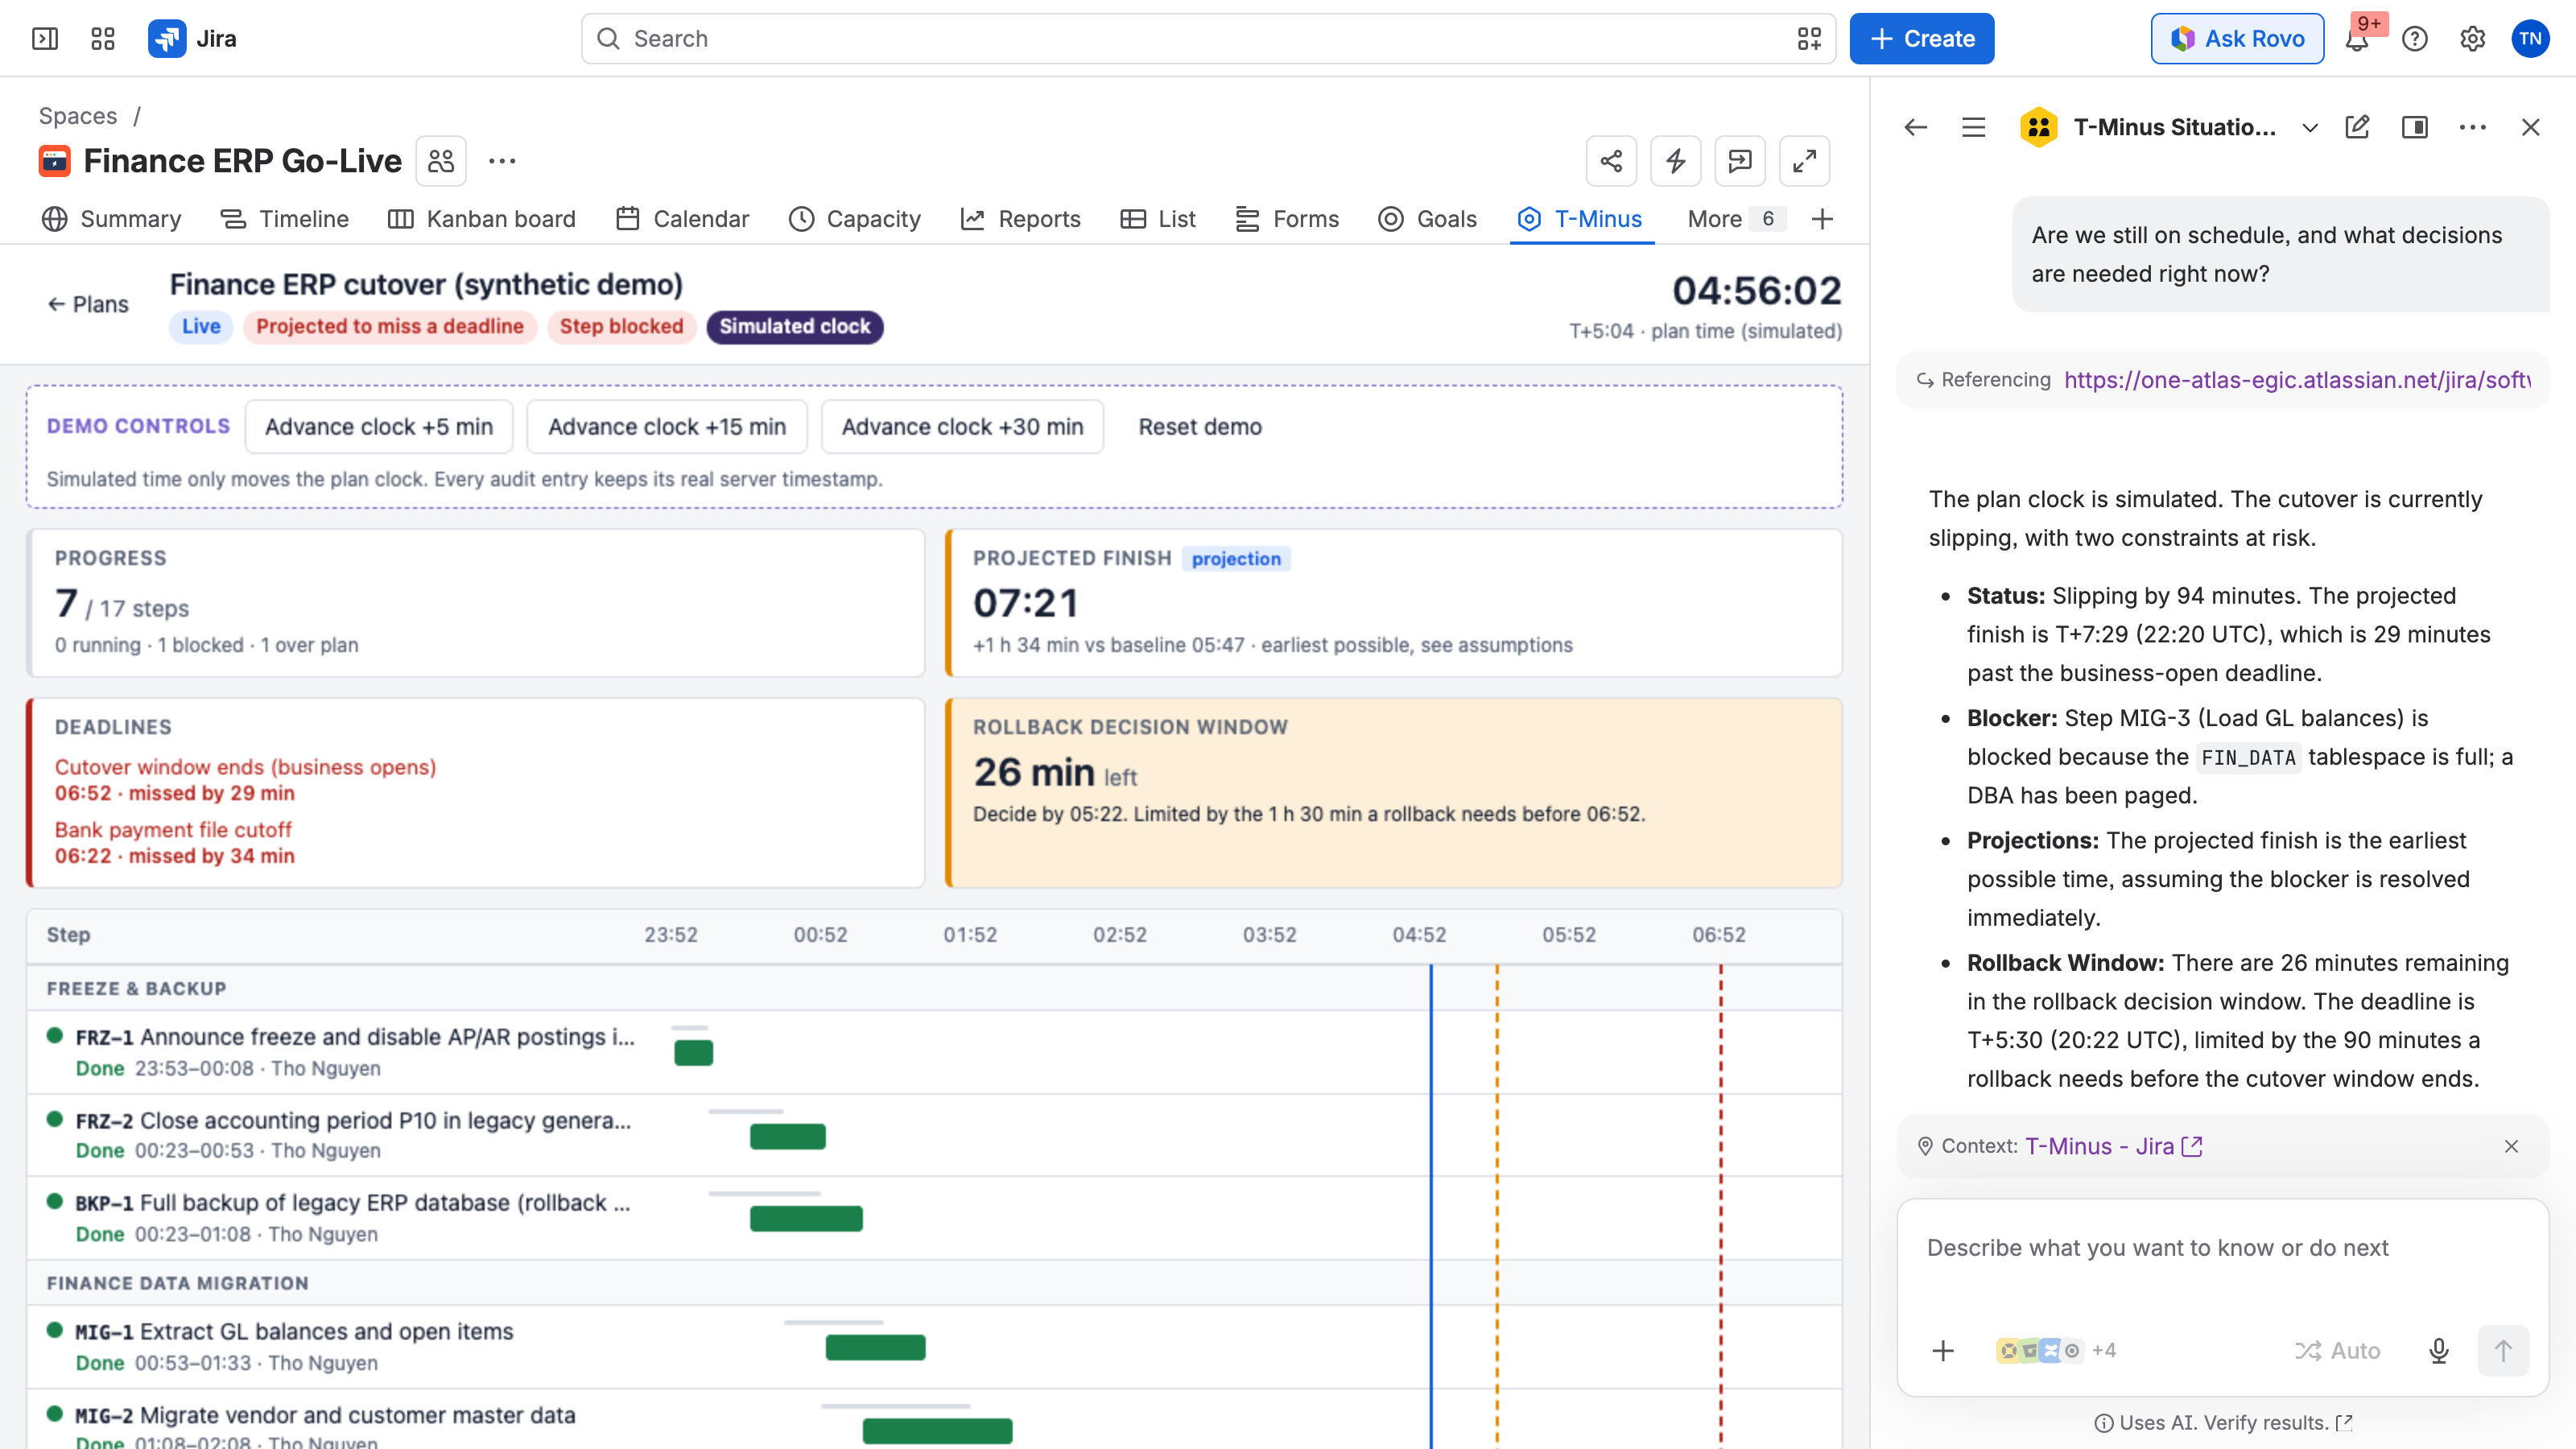 Jira
Search
Create
Ask Rovo
9+
TN
Spaces /
Finance ERP Go-Live
Summary
Timeline
Kanban board
Calendar
Capacity
Reports
List
Forms
Goals
T-Minus
More 6
← Plans
Finance ERP cutover (synthetic demo)
Live
Projected to miss a deadline
Step blocked
Simulated clock
04:56:02
T+5:04 · plan time (simulated)
DEMO CONTROLS
Advance clock +5 min
Advance clock +15 min
Advance clock +30 min
Reset demo
Simulated time only moves the plan clock. Every audit entry keeps its real server timestamp.
PROGRESS
7 / 17 steps
0 running · 1 blocked · 1 over plan
PROJECTED FINISH projection
07:21
+1 h 34 min vs baseline 05:47 · earliest possible, see assumptions
DEADLINES
Cutover window ends (business opens)
06:52 · missed by 29 min
Bank payment file cutoff
06:22 · missed by 34 min
ROLLBACK DECISION WINDOW
26 min left
Decide by 05:22. Limited by the 1 h 30 min a rollback needs before 06:52.
Step 23:52 00:52 01:52 02:52 03:52 04:52 05:52 06:52
FREEZE & BACKUP
FRZ-1 Announce freeze and disable AP/AR postings i...
Done 23:53–00:08 · Tho Nguyen
FRZ-2 Close accounting period P10 in legacy genera...
Done 00:23–00:53 · Tho Nguyen
BKP-1 Full backup of legacy ERP database (rollback ...
Done 00:23–01:08 · Tho Nguyen
FINANCE DATA MIGRATION
MIG-1 Extract GL balances and open items
Done 00:53–01:33 · Tho Nguyen
MIG-2 Migrate vendor and customer master data
Done 01:08–02:08 · Tho Nguyen
T-Minus Situatio...
Are we still on schedule, and what decisions
are needed right now?
Referencing https://one-atlas-egic.atlassian.net/jira/soft
The plan clock is simulated. The cutover is currently
slipping, with two constraints at risk.
• Status: Slipping by 94 minutes. The projected
finish is T+7:29 (22:20 UTC), which is 29 minutes
past the business-open deadline.
• Blocker: Step MIG-3 (Load GL balances) is
blocked because the FIN_DATA tablespace is full; a
DBA has been paged.
• Projections: The projected finish is the earliest
possible time, assuming the blocker is resolved
immediately.
• Rollback Window: There are 26 minutes remaining
in the rollback decision window. The deadline is
T+5:30 (20:22 UTC), limited by the 90 minutes a
rollback needs before the cutover window ends.
Context: T-Minus - Jira
Describe what you want to know or do next
+4
Auto
Uses AI. Verify results.